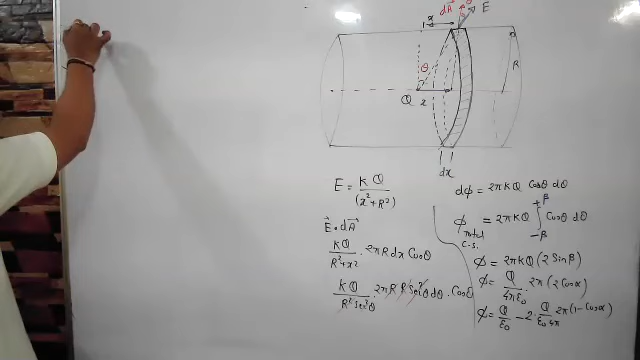 dA⃗ θ E
x
θ
R
Q x
dx
E = KQ / (x² + R²)
E⃗ • dA⃗
KQ / R²+x² · 2πR dx Cosθ
KQ / R² Sec²θ · 2πR R Sec²θ dθ · Cosθ
dϕ = 2πKQ Cosθ dθ
ϕ Total C.S. = 2πKQ ∫ +β −β Cosθ dθ
ϕ = 2πKQ (2 Sinβ)
ϕ = Q / 4πε₀ 2π (2 Cosα)
ϕ = Q / ε₀ − 2 · Q / ε₀ 4π 2π (1 − Cosα)